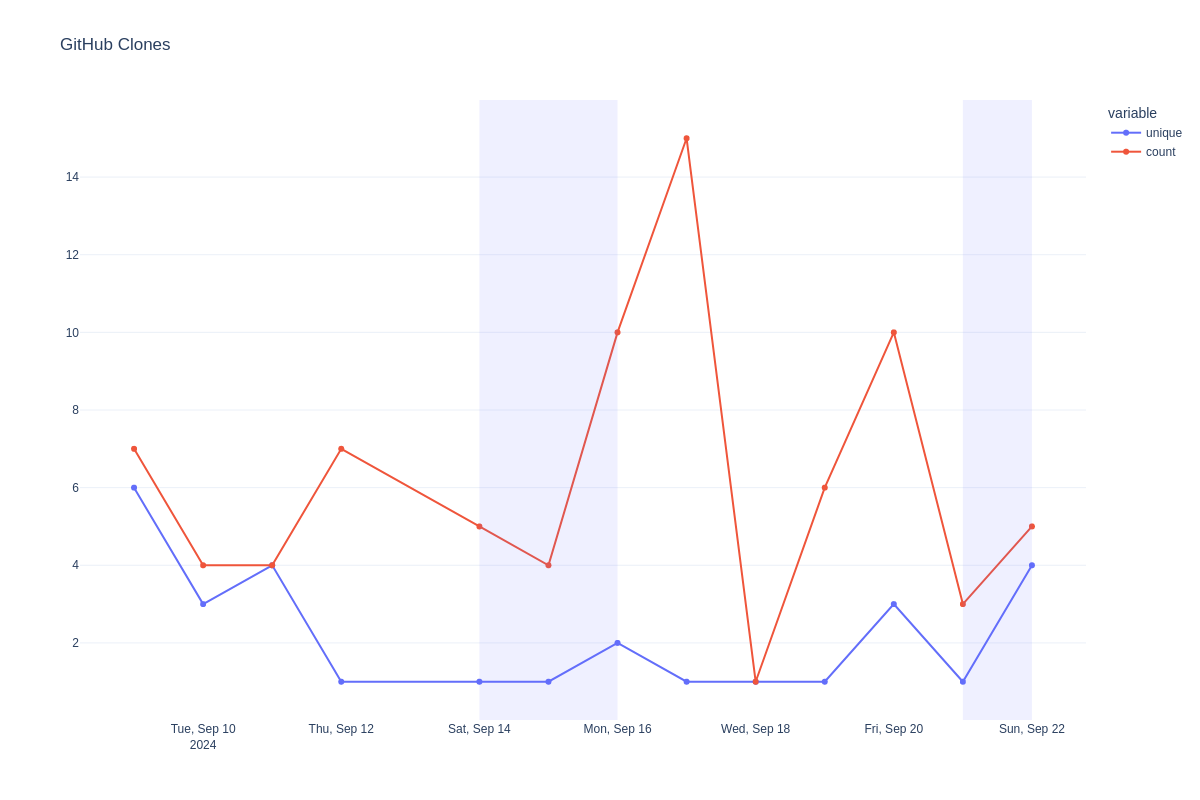 GitHub Clones
variable
unique
count
14
12
10
8
6
4
2
Tue, Sep 10
2024
Thu, Sep 12
Sat, Sep 14
Mon, Sep 16
Wed, Sep 18
Fri, Sep 20
Sun, Sep 22